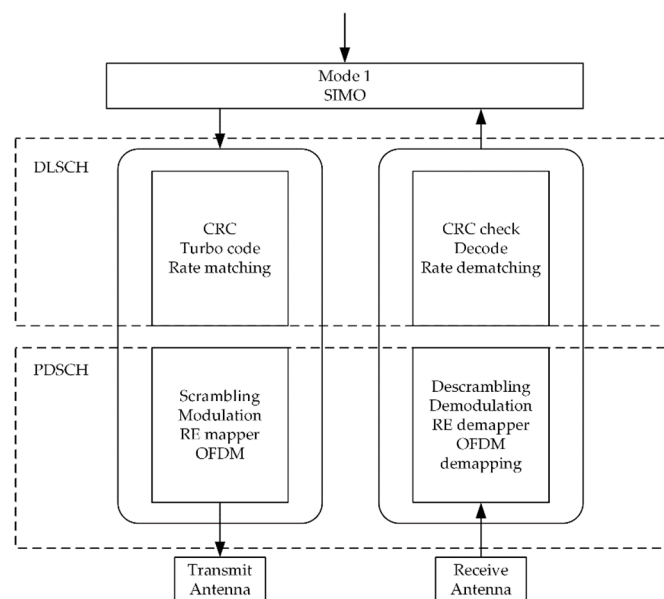 Mode 1
SIMO
DLSCH
CRC
Turbo code
Rate matching
CRC check
Decode
Rate dematching
PDSCH
Scrambling
Modulation
RE mapper
OFDM
Descrambling
Demodulation
RE demapper
OFDM
demapping
Transmit
Antenna
Receive
Antenna